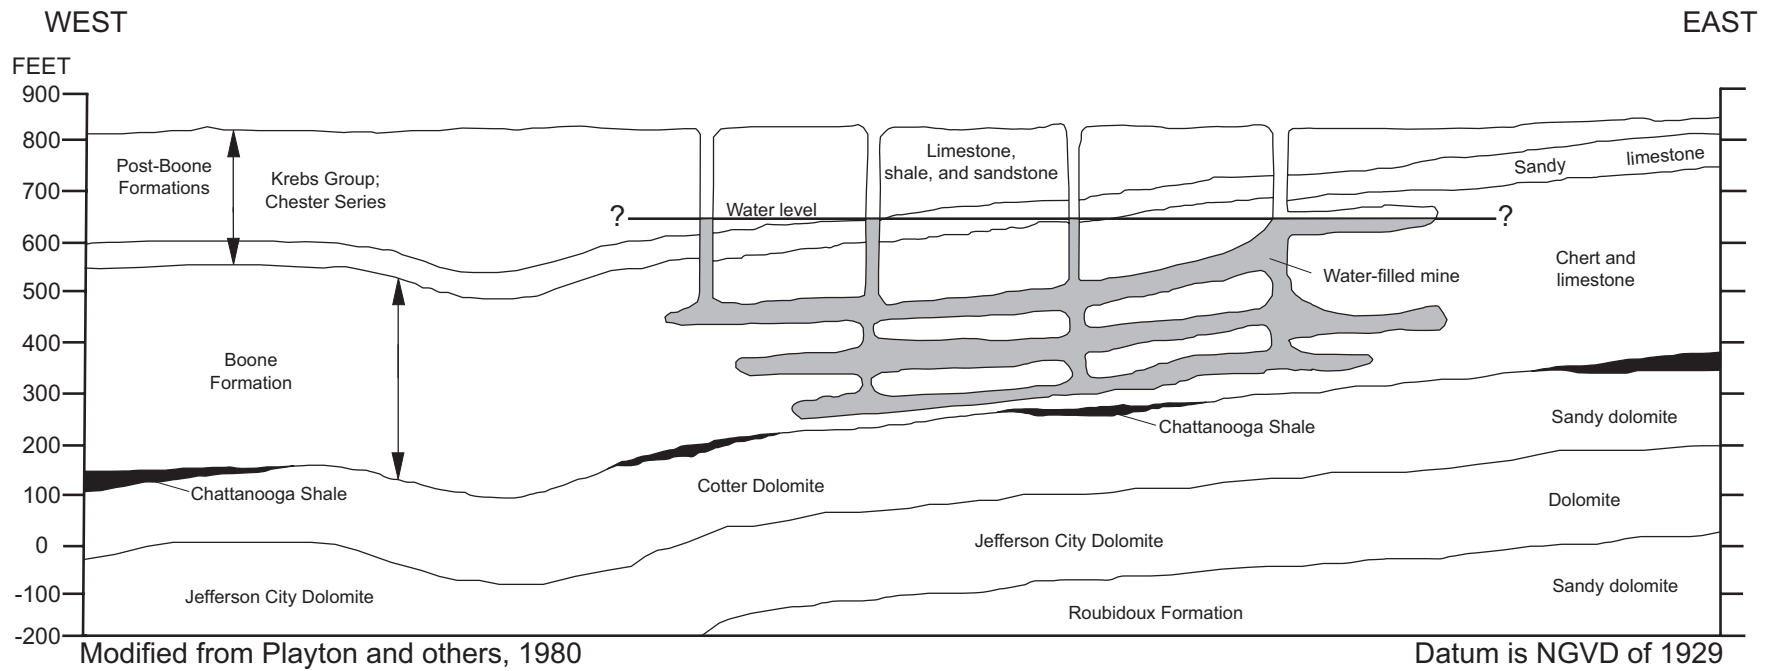 WEST
EAST
FEET
900
800
700
600
500
400
300
200
100
0
-100
-200
Post-Boone
Formations
Krebs Group;
Chester Series
Limestone,
shale, and sandstone
Sandy limestone
?
Water level
?
Water-filled mine
Chert and
limestone
Boone
Formation
Chattanooga Shale
Sandy dolomite
Chattanooga Shale
Cotter Dolomite
Dolomite
Jefferson City Dolomite
Jefferson City Dolomite
Sandy dolomite
Roubidoux Formation
Modified from Playton and others, 1980
Datum is NGVD of 1929